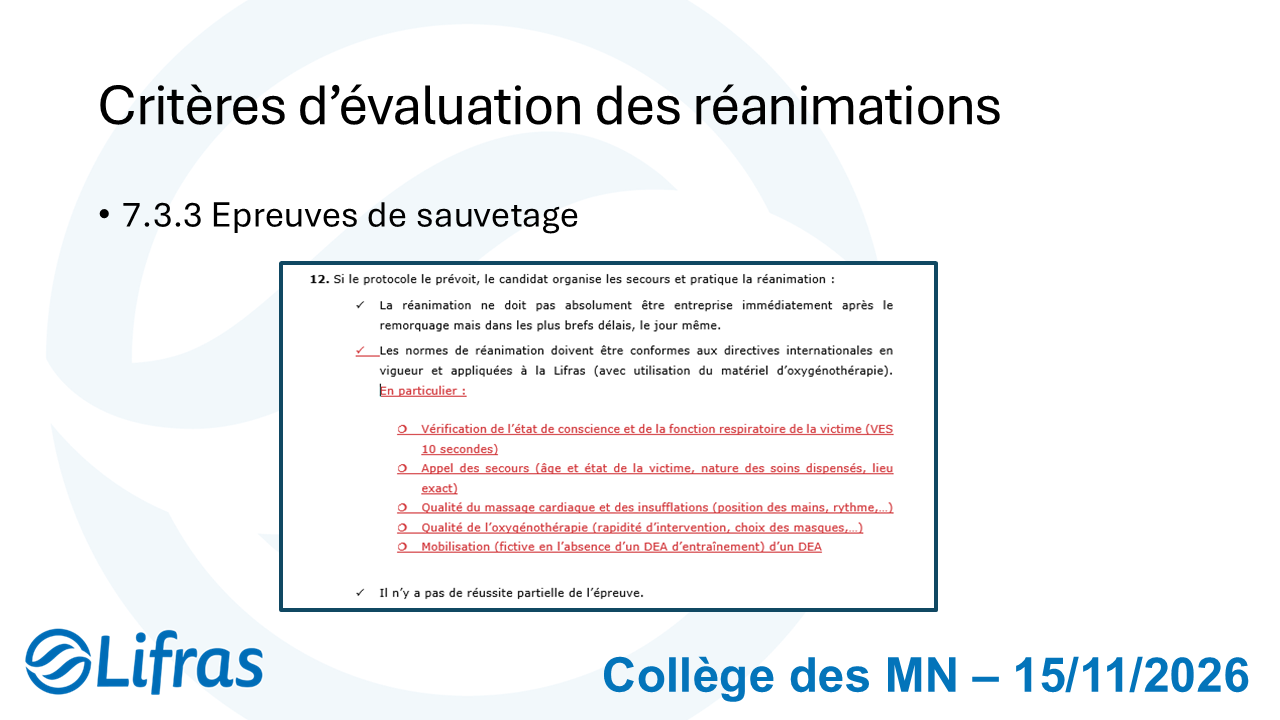 Critères d’évaluation des réanimations
• 7.3.3 Epreuves de sauvetage
12. Si le protocole le prévoit, le candidat organise les secours et pratique la réanimation :
✓ La réanimation ne doit pas absolument être entreprise immédiatement après le
remorquage mais dans les plus brefs délais, le jour même.
✓ Les normes de réanimation doivent être conformes aux directives internationales en
vigueur et appliquées à la Lifras (avec utilisation du matériel d’oxygénothérapie).
En particulier :
❍ Vérification de l’état de conscience et de la fonction respiratoire de la victime (VES
10 secondes)
❍ Appel des secours (âge et état de la victime, nature des soins dispensés, lieu
exact)
❍ Qualité du massage cardiaque et des insufflations (position des mains, rythme,…)
❍ Qualité de l’oxygénothérapie (rapidité d’intervention, choix des masques,…)
❍ Mobilisation (fictive en l’absence d’un DEA d’entraînement) d’un DEA
✓ Il n’y a pas de réussite partielle de l’épreuve.
Lifras
Collège des MN – 15/11/2026